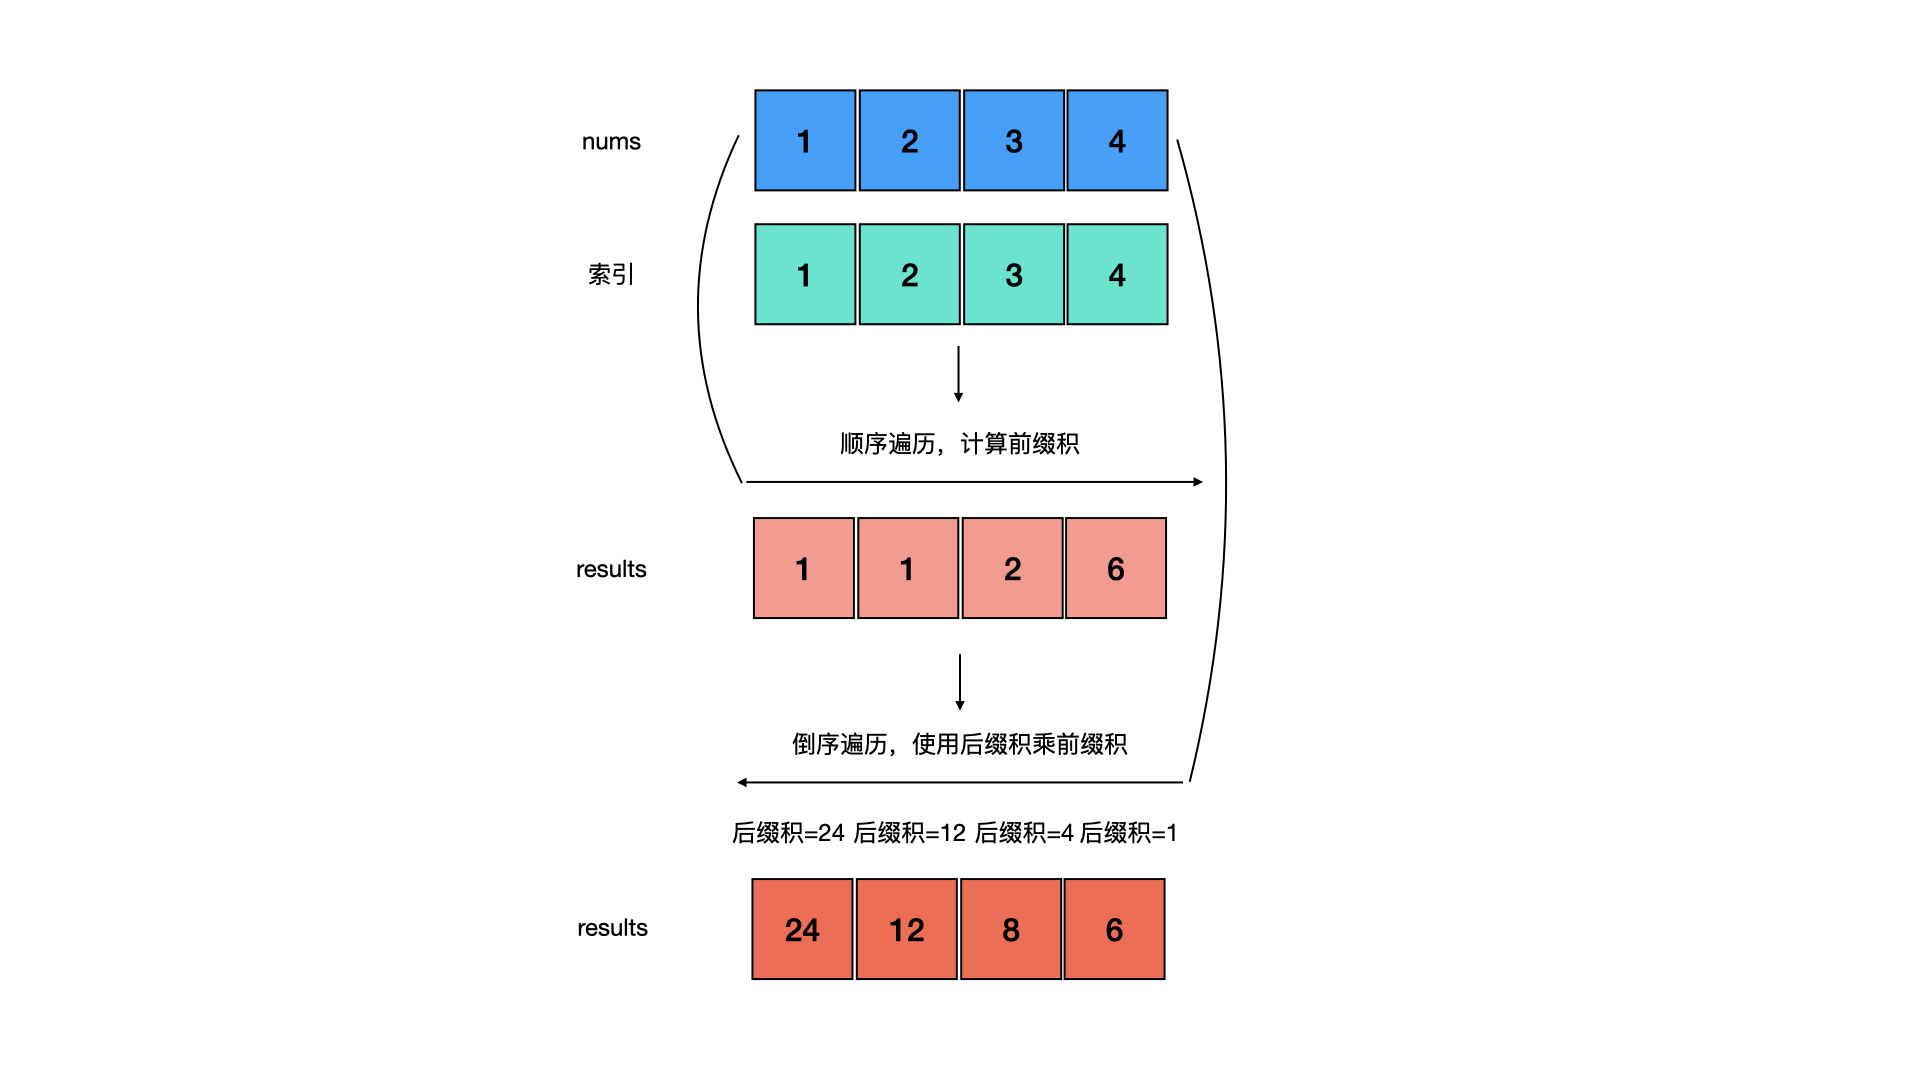 nums 1 2 3 4
索引 1 2 3 4
顺序遍历，计算前缀积
results 1 1 2 6
倒序遍历，使用后缀积乘前缀积
后缀积=24 后缀积=12 后缀积=4 后缀积=1
results 24 12 8 6